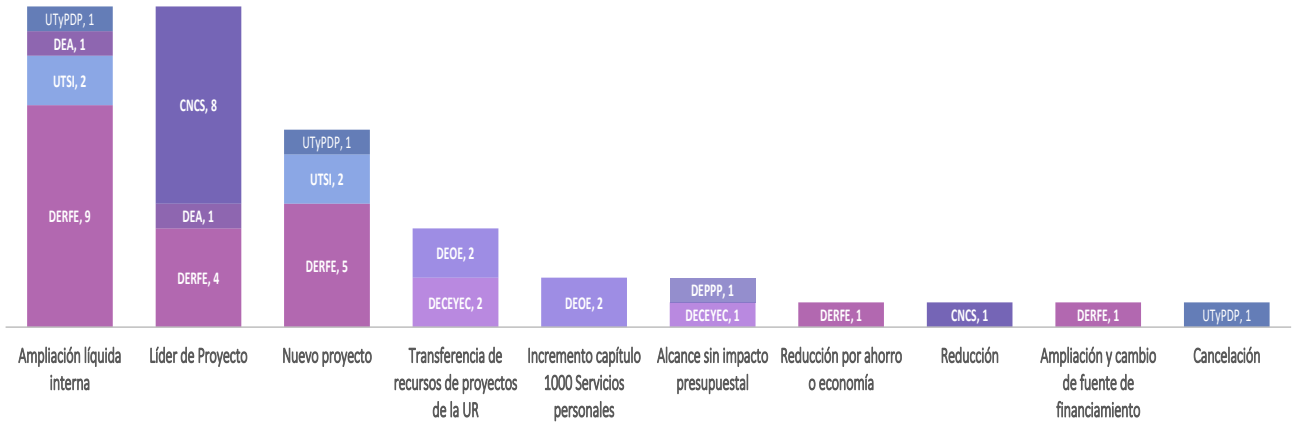 UTyPDP, 1
DEA, 1
UTSI, 2
DERFE, 9
CNCS, 8
DEA, 1
DERFE, 4
UTyPDP, 1
UTSI, 2
DERFE, 5
DEOE, 2
DECEYEC, 2
DEOE, 2
DEPPP, 1
DECEYEC, 1
DERFE, 1
CNCS, 1
DERFE, 1
UTyPDP, 1
Ampliación líquida
interna
Líder de Proyecto
Nuevo proyecto
Transferencia de
recursos de proyectos
de la UR
Incremento capítulo
1000 Servicios
personales
Alcance sin impacto
presupuestal
Reducción por ahorro
o economía
Reducción
Ampliación y cambio
de fuente de
financiamiento
Cancelación